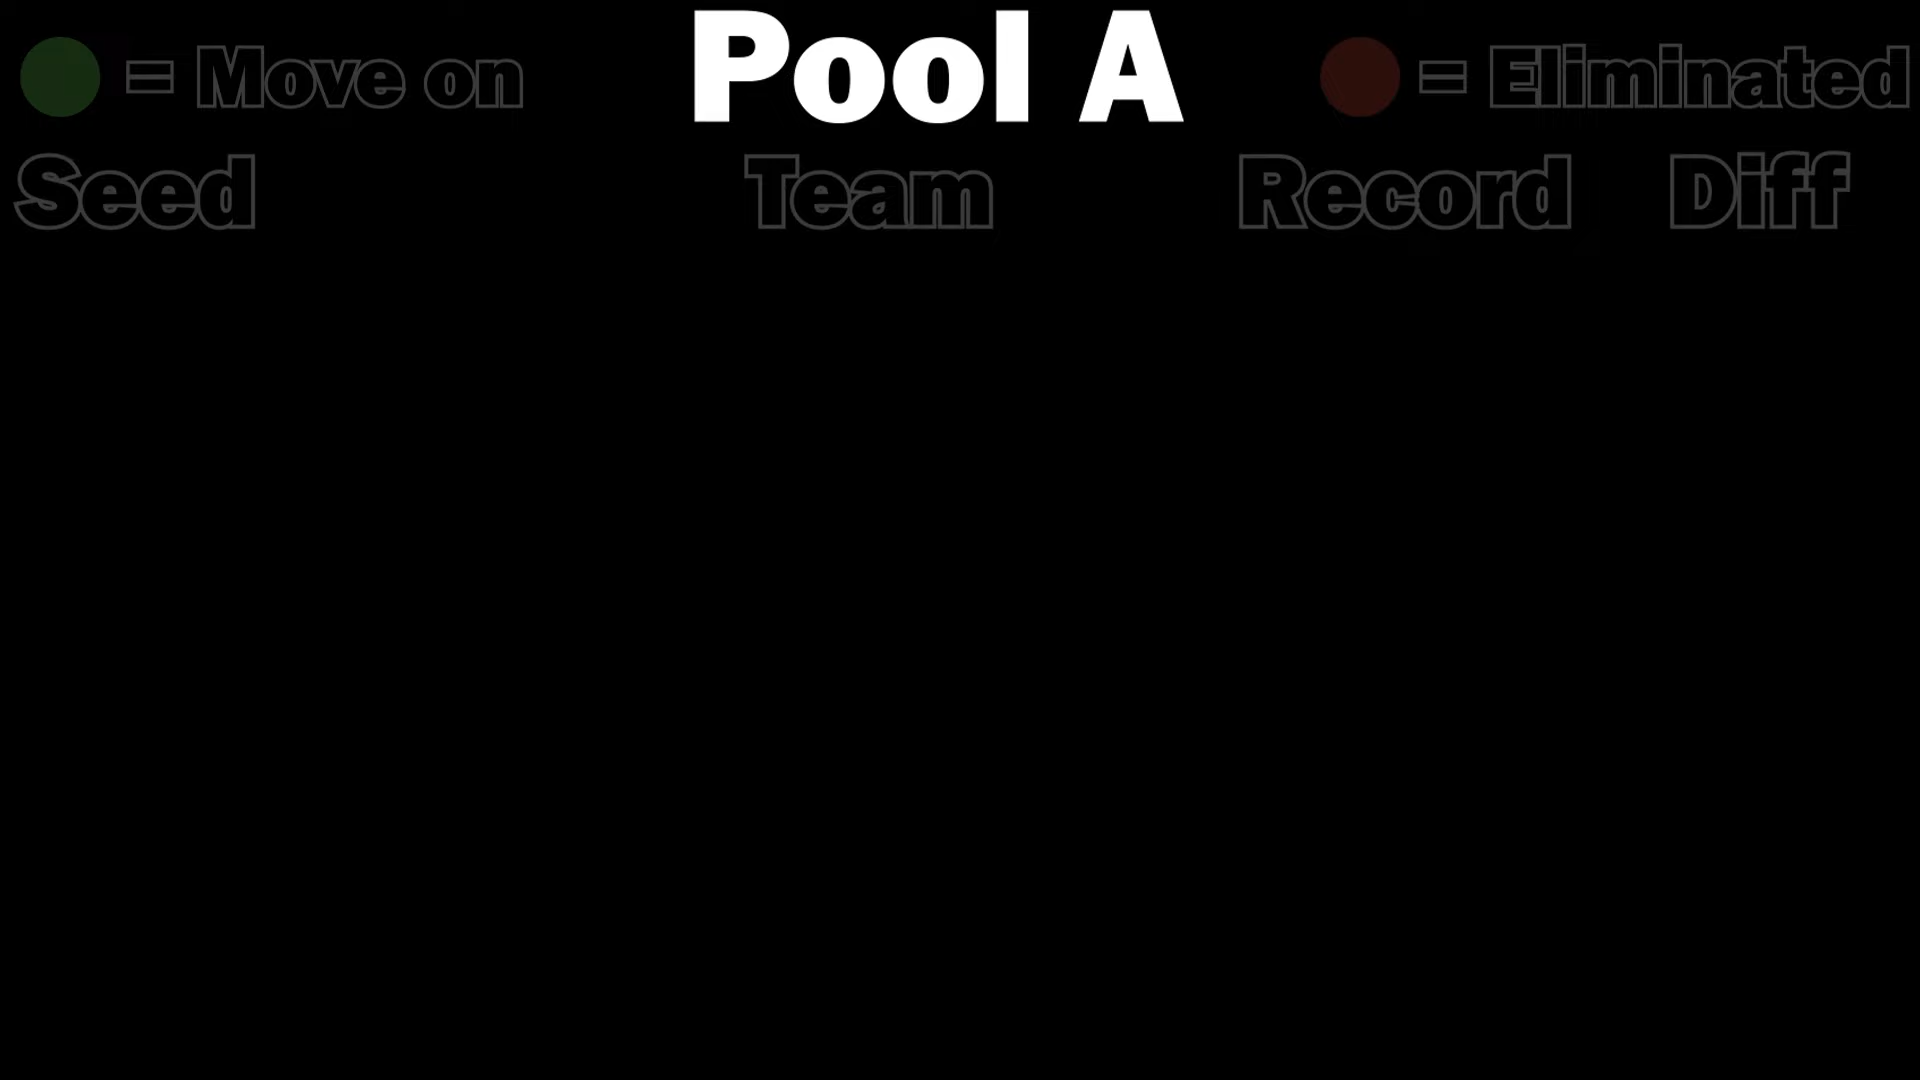 = Move on Pool A = Eliminated
Seed Team Record Diff